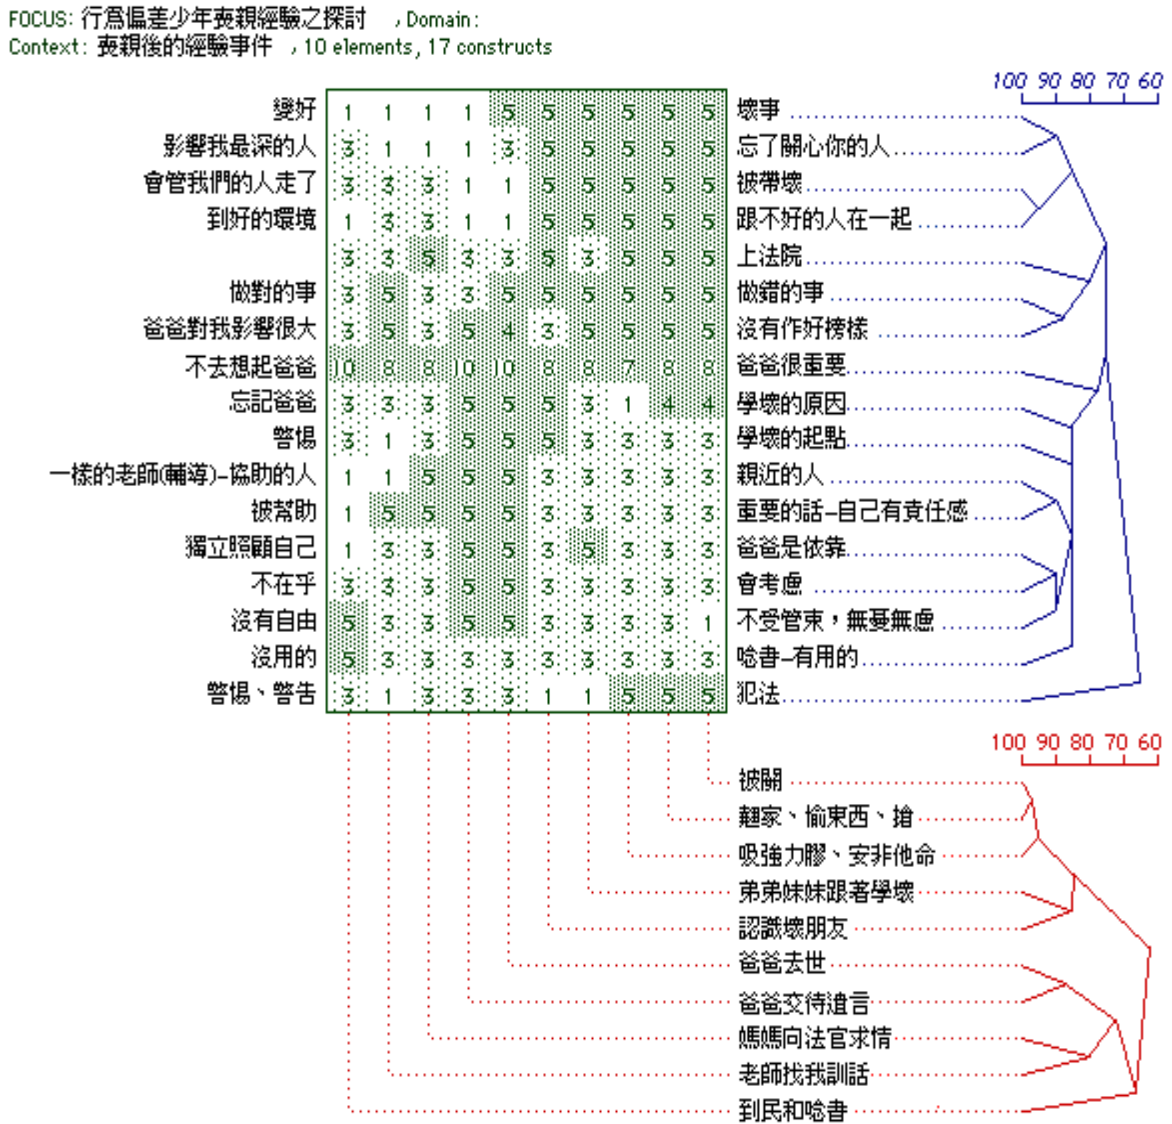 FOCUS: 行為偏差少年喪親經驗之探討 , Domain:
Context: 喪親後的經驗事件 , 10 elements, 17 constructs
100 90 80 70 60
變好 1 1 1 1 5 5 5 5 5 5 壞事
影響我最深的人 3 1 1 1 3 5 5 5 5 5 忘了關心你的人
會管我們的人走了 3 3 3 1 1 5 5 5 5 5 被帶壞
到好的環境 1 3 3 1 1 5 5 5 5 5 跟不好的人在一起
3 3 5 3 3 5 3 5 5 5 上法院
做對的事 3 5 3 3 5 5 5 5 5 5 做錯的事
爸爸對我影響很大 3 5 3 5 4 3 5 5 5 5 沒有作好榜樣
不去想起爸爸 10 8 8 10 10 8 8 7 8 8 爸爸很重要
忘記爸爸 3 3 3 5 5 5 3 1 4 4 學壞的原因
警惕 3 1 3 5 5 5 3 3 3 3 學壞的起點
一樣的老師(輔導)-協助的人 1 1 5 5 5 3 3 3 3 3 親近的人
被幫助 1 5 5 5 5 3 3 3 3 3 重要的話-自己有責任感
獨立照顧自己 1 3 3 5 5 3 5 3 3 3 爸爸是依靠
不在乎 3 3 3 5 5 3 3 3 3 3 會考慮
沒有自由 5 3 3 5 5 3 3 3 3 1 不受管束，無憂無慮
沒用的 5 3 3 3 3 3 3 3 3 3 唸書-有用的
警惕、警告 3 1 3 3 3 1 1 5 5 5 犯法
100 90 80 70 60
被關
翹家、偷東西、搶
吸強力膠、安非他命
弟弟妹妹跟著學壞
認識壞朋友
爸爸去世
爸爸交待遺言
媽媽向法官求情
老師找我訓話
到民和唸書